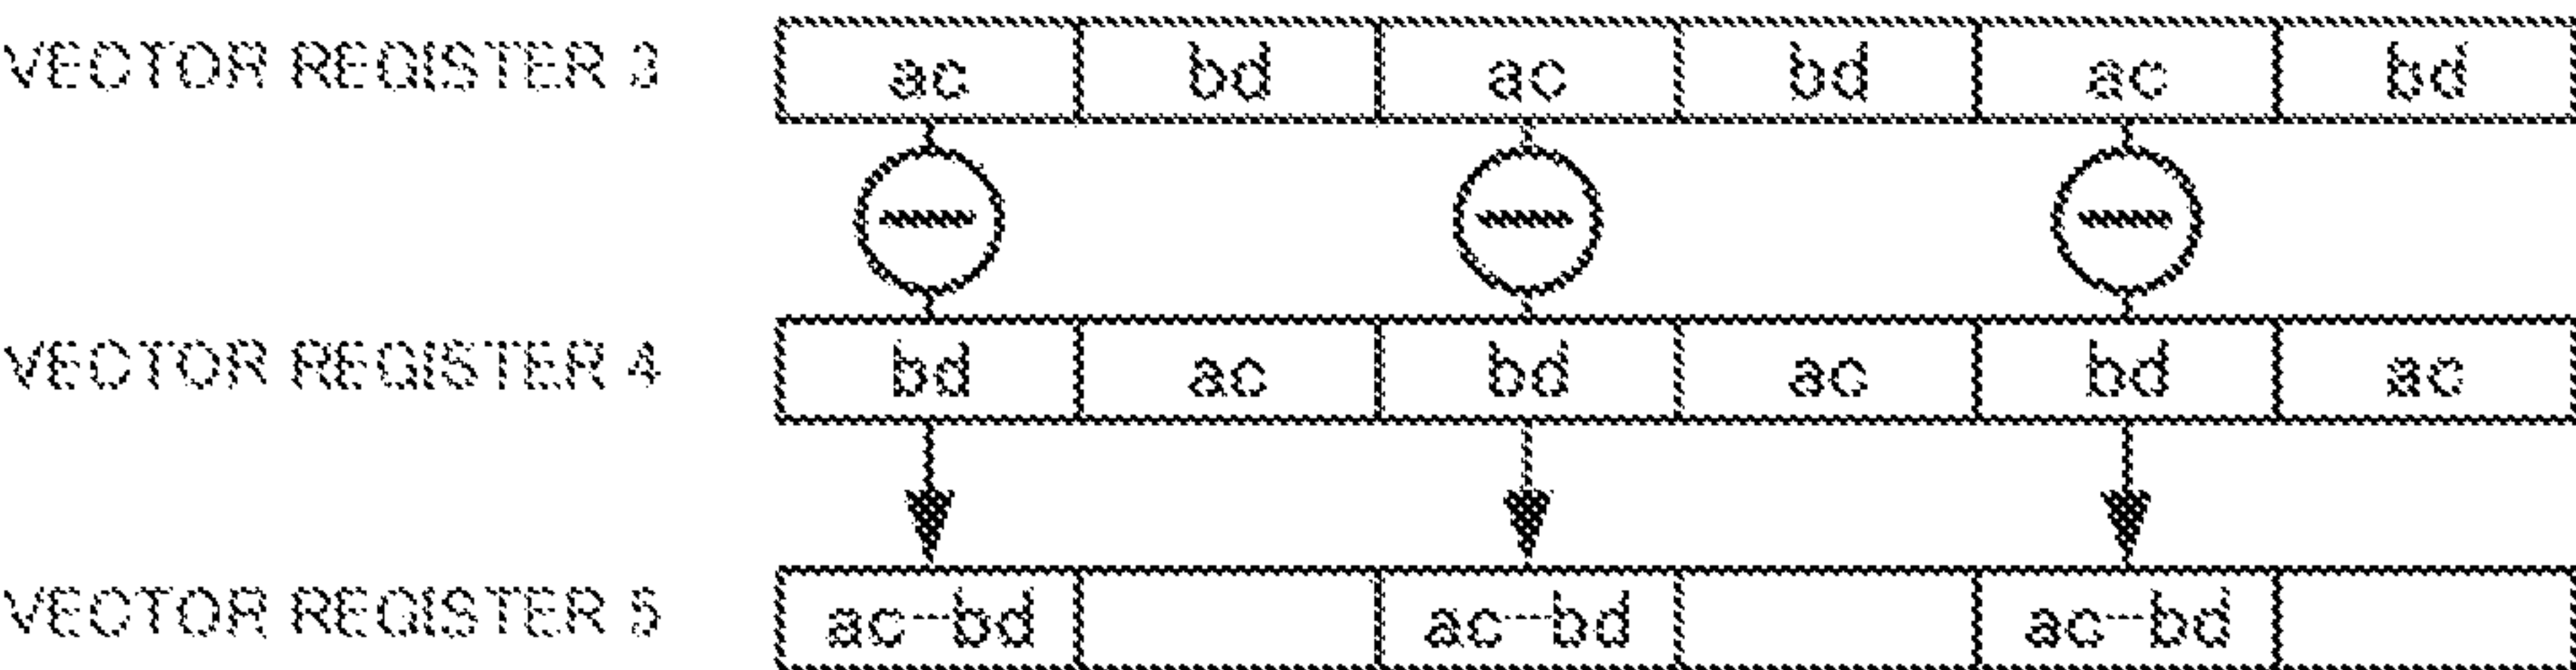 VECTOR REGISTER 3 ac bd ac bd ac bd
VECTOR REGISTER 4 bd ac bd ac bd ac
VECTOR REGISTER 5 ac-bd ac-bd ac-bd